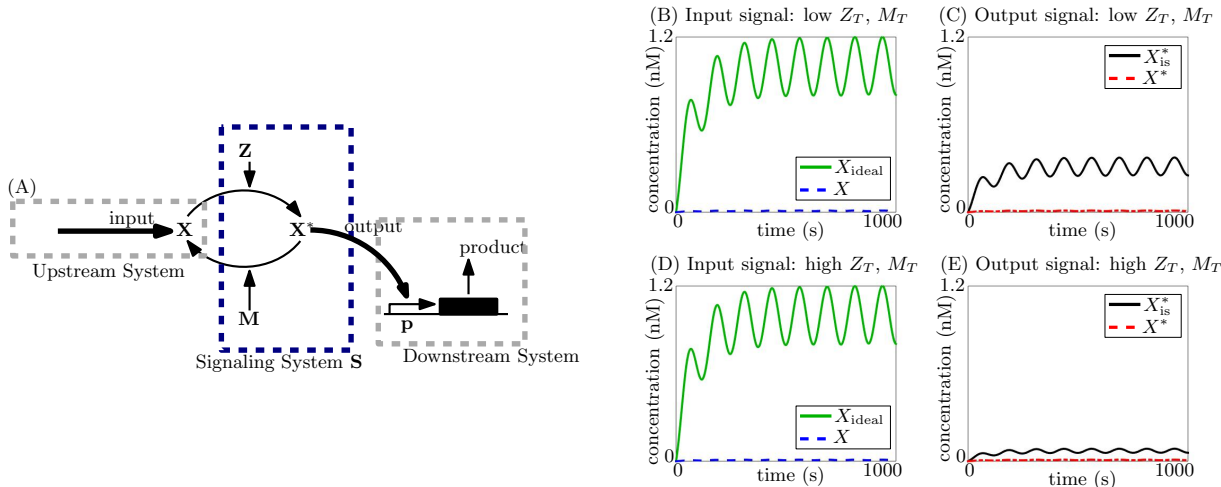 (A)
Z
input
X
X*
output
Upstream System
M
product
p
Signaling System S
Downstream System
(B) Input signal: low Z_T, M_T
1.2
concentration (nM)
X_ideal
X
0
0
1000
time (s)
(C) Output signal: low Z_T, M_T
1.2
concentration (nM)
X*_is
X*
0
0
1000
time (s)
(D) Input signal: high Z_T, M_T
1.2
concentration (nM)
X_ideal
X
0
0
1000
time (s)
(E) Output signal: high Z_T, M_T
1.2
concentration (nM)
X*_is
X*
0
0
1000
time (s)